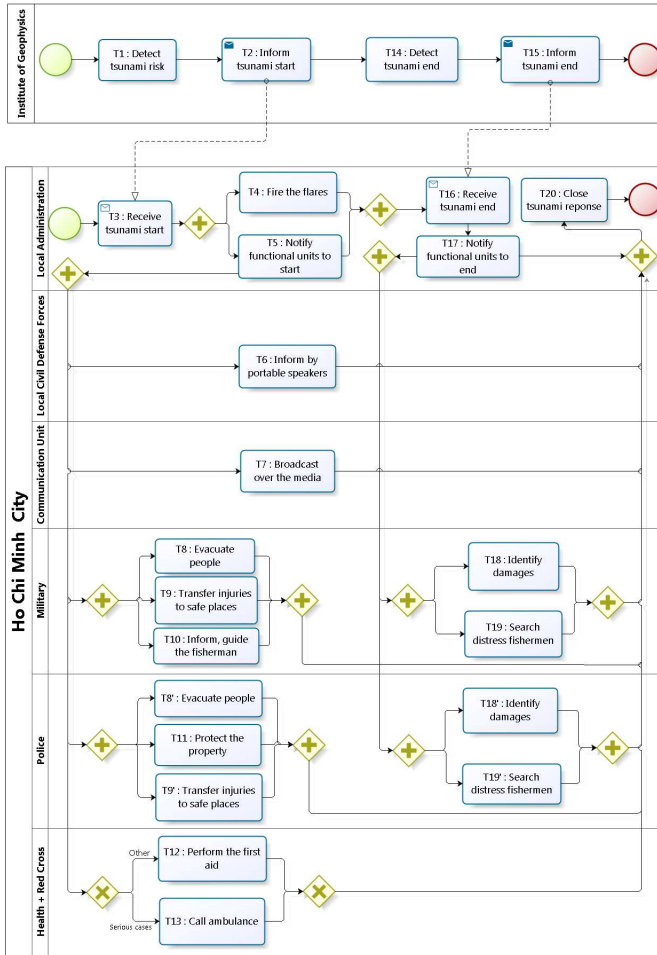 Institute of Geophysics
T1 : Detect
tsunami risk
T2 : Inform
tsunami start
T14 : Detect
tsunami end
T15 : Inform
tsunami end
Ho Chi Minh City
Local Administration
T3 : Receive
tsunami start
T4 : Fire the flares
T5 : Notify
functional units to
start
T16 : Receive
tsunami end
T17 : Notify
functional units to
end
T20 : Close
tsunami reponse
Local Civil Defense Forces
T6 : Inform by
portable speakers
Communication Unit
T7 : Broadcast
over the media
Military
T8 : Evacuate
people
T9 : Transfer injuries
to safe places
T10 : Inform, guide
the fisherman
T18 : Identify
damages
T19 : Search
distress fishermen
Police
T8' : Evacuate people
T11 : Protect the
property
T9' : Transfer injuries
to safe places
T18' : Identify
damages
T19' : Search
distress fishermen
Health + Red Cross
Other
T12 : Perform the first
aid
Serious cases
T13 : Call ambulance